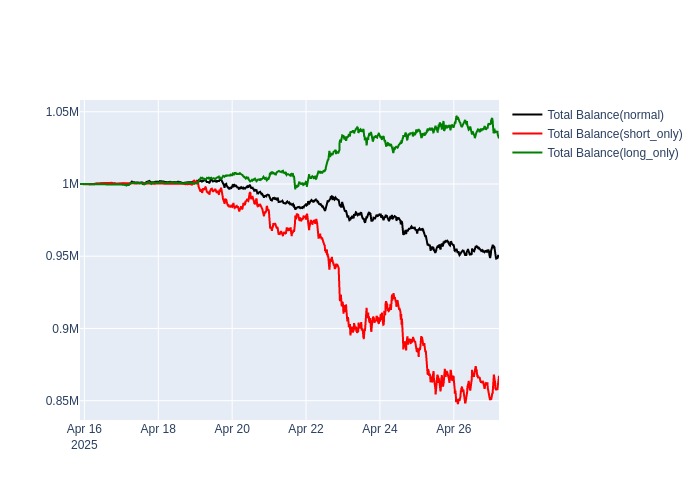 1.05M
1M
0.95M
0.9M
0.85M
Apr 16
2025
Apr 18
Apr 20
Apr 22
Apr 24
Apr 26
Total Balance(normal)
Total Balance(short_only)
Total Balance(long_only)